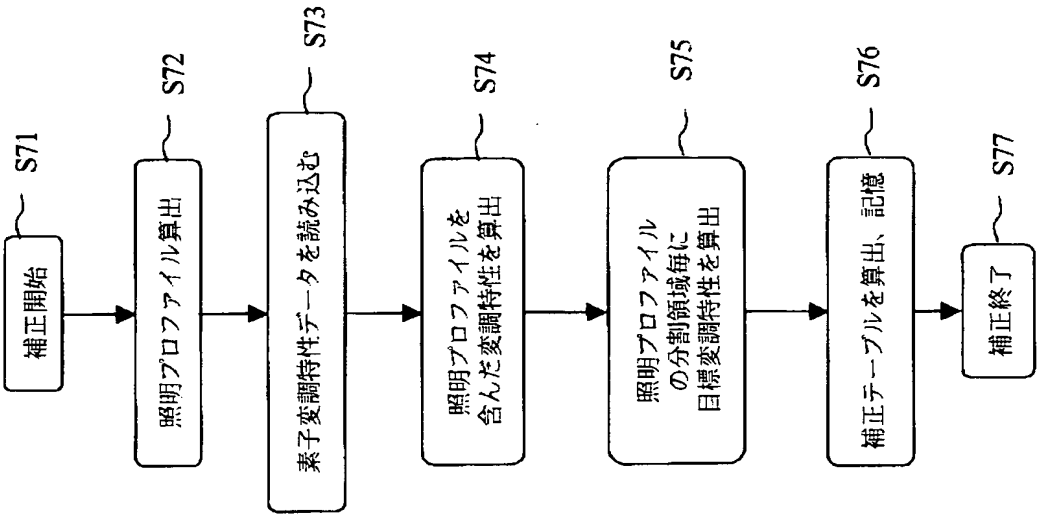 補正開始
S71
照明プロファイル算出
S72
素子変調特性データを読み込む
S73
照明プロファイルを
含んだ変調特性を算出
S74
照明プロファイル
の分割領域毎に
目標変調特性を算出
S75
補正テーブルを算出、記憶
S76
補正終了
S77